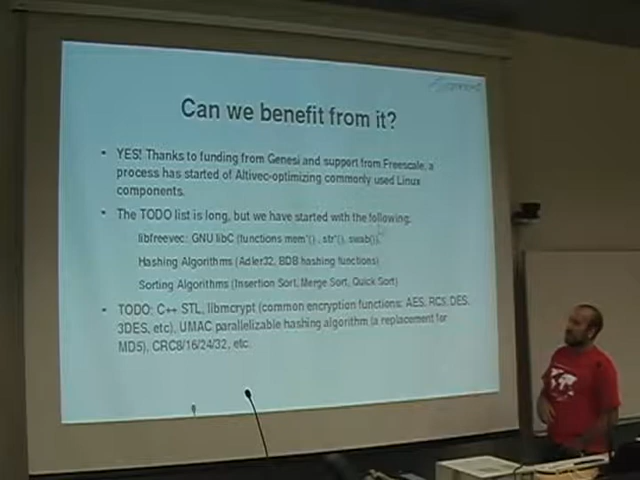 Can we benefit from it?
• YES! Thanks to funding from Genesi and support from Freescale, a
process has started of Altivec-optimizing commonly used Linux
components.
• The TODO list is long, but we have started with the following:
libfreevec: GNU libC (functions mem*() , str*(), swab()),
Hashing Algorithms (Adler32, BDB hashing functions)
Sorting Algorithms (Insertion Sort, Merge Sort, Quick Sort)
• TODO: C++ STL, libmcrypt (common encryption functions: AES, RC5, DES,
3DES, etc), UMAC parallelizable hashing algorithm (a replacement for
MD5), CRC8/16/24/32, etc.